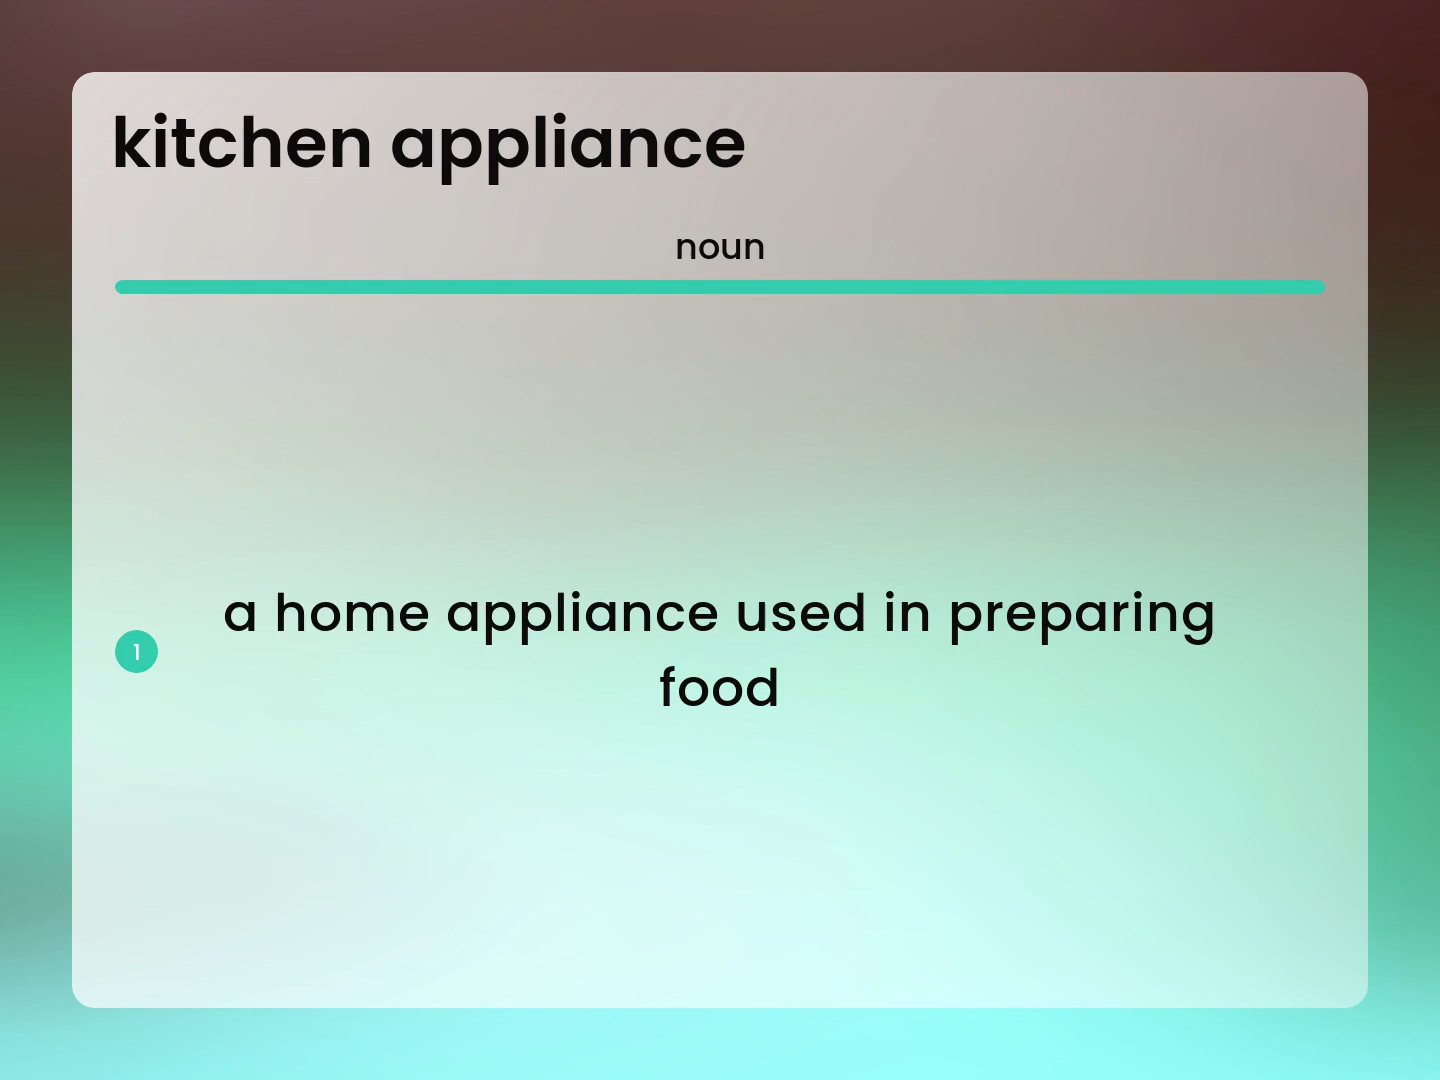 kitchen appliance
noun
a home appliance used in preparing
1
food